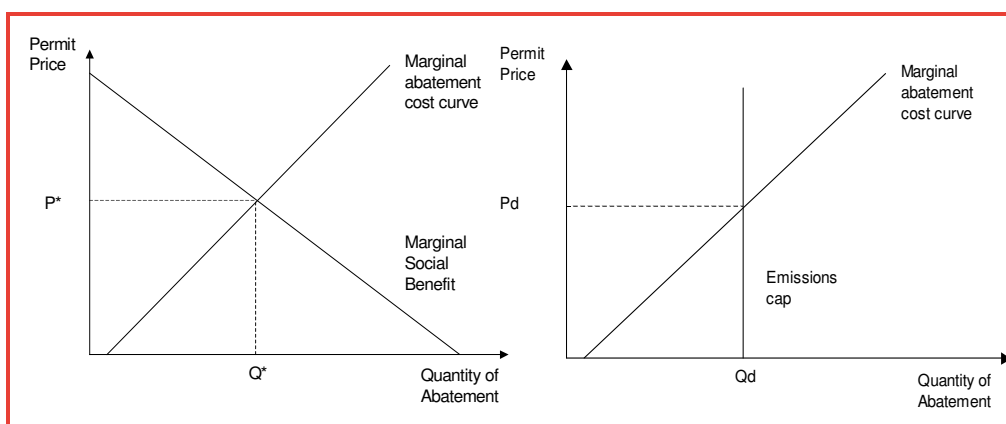 Permit
Price
Marginal
abatement
cost curve
P*
Marginal
Social
Benefit
Q*
Quantity of
Abatement
Permit
Price
Marginal
abatement
cost curve
Pd
Emissions
cap
Qd
Quantity of
Abatement